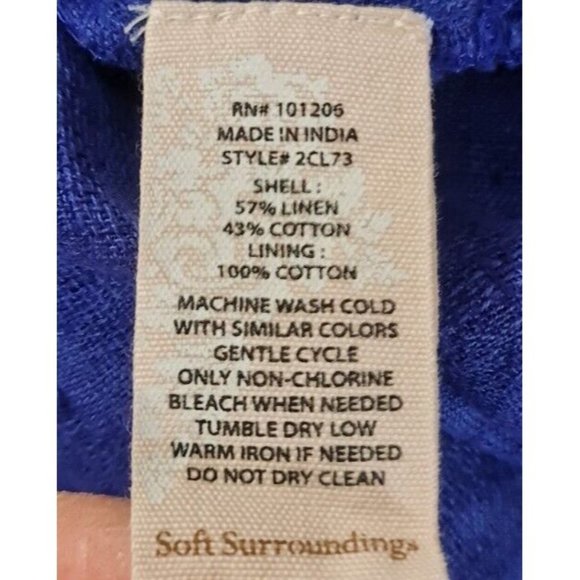 RN# 101206
MADE IN INDIA
STYLE# 2CL73
SHELL :
57% LINEN
43% COTTON
LINING :
100% COTTON
MACHINE WASH COLD
WITH SIMILAR COLORS
GENTLE CYCLE
ONLY NON-CHLORINE
BLEACH WHEN NEEDED
TUMBLE DRY LOW
WARM IRON IF NEEDED
DO NOT DRY CLEAN
Soft Surroundings